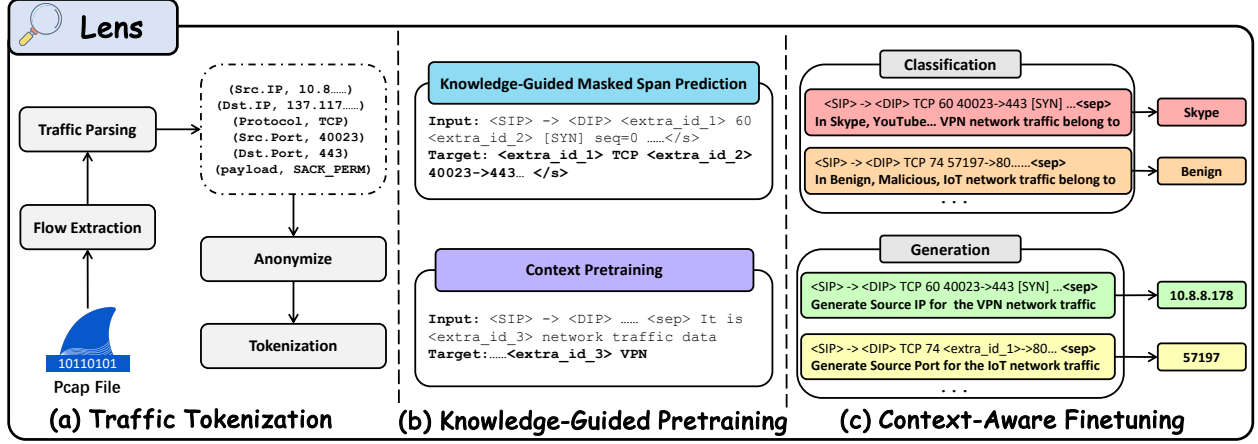 Lens
Traffic Parsing
Flow Extraction
10110101
Pcap File
(Src.IP, 10.8……)
(Dst.IP, 137.117……)
(Protocol, TCP)
(Src.Port, 40023)
(Dst.Port, 443)
(payload, SACK_PERM)
Anonymize
Tokenization
(a) Traffic Tokenization
Knowledge-Guided Masked Span Prediction
Input: <SIP> -> <DIP> <extra_id_1> 60
<extra_id_2> [SYN] seq=0 ……</s>
Target: <extra_id_1> TCP <extra_id_2>
40023->443… </s>
Context Pretraining
Input: <SIP> -> <DIP> …… <sep> It is
<extra_id_3> network traffic data
Target:……<extra_id_3> VPN
(b) Knowledge-Guided Pretraining
Classification
<SIP> -> <DIP> TCP 60 40023->443 [SYN] …<sep>
In Skype, YouTube… VPN network traffic belong to
Skype
<SIP> -> <DIP> TCP 74 57197->80……<sep>
In Benign, Malicious, IoT network traffic belong to
Benign
...
Generation
<SIP> -> <DIP> TCP 60 40023->443 [SYN] …<sep>
Generate Source IP for the VPN network traffic
10.8.8.178
<SIP> -> <DIP> TCP 74 <extra_id_1>->80… <sep>
Generate Source Port for the IoT network traffic
57197
...
(c) Context-Aware Finetuning